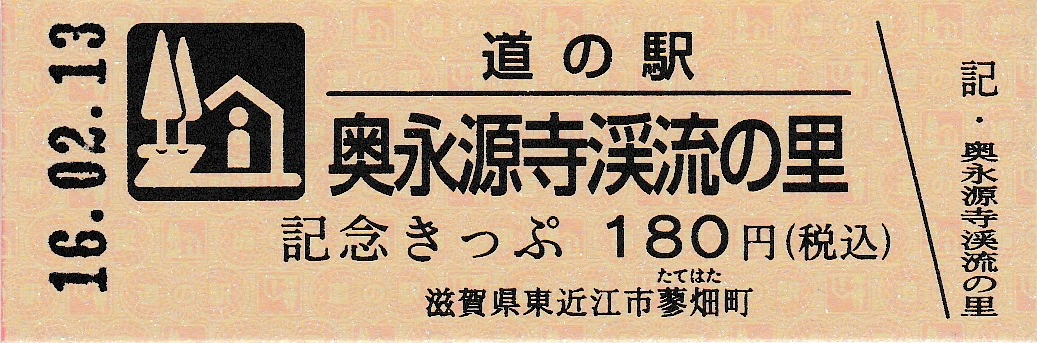 16.02.13
道の駅
奥永源寺渓流の里
記念きっぷ 180円(税込)
たてはた
滋賀県東近江市蓼畑町
記・奥永源寺渓流の里